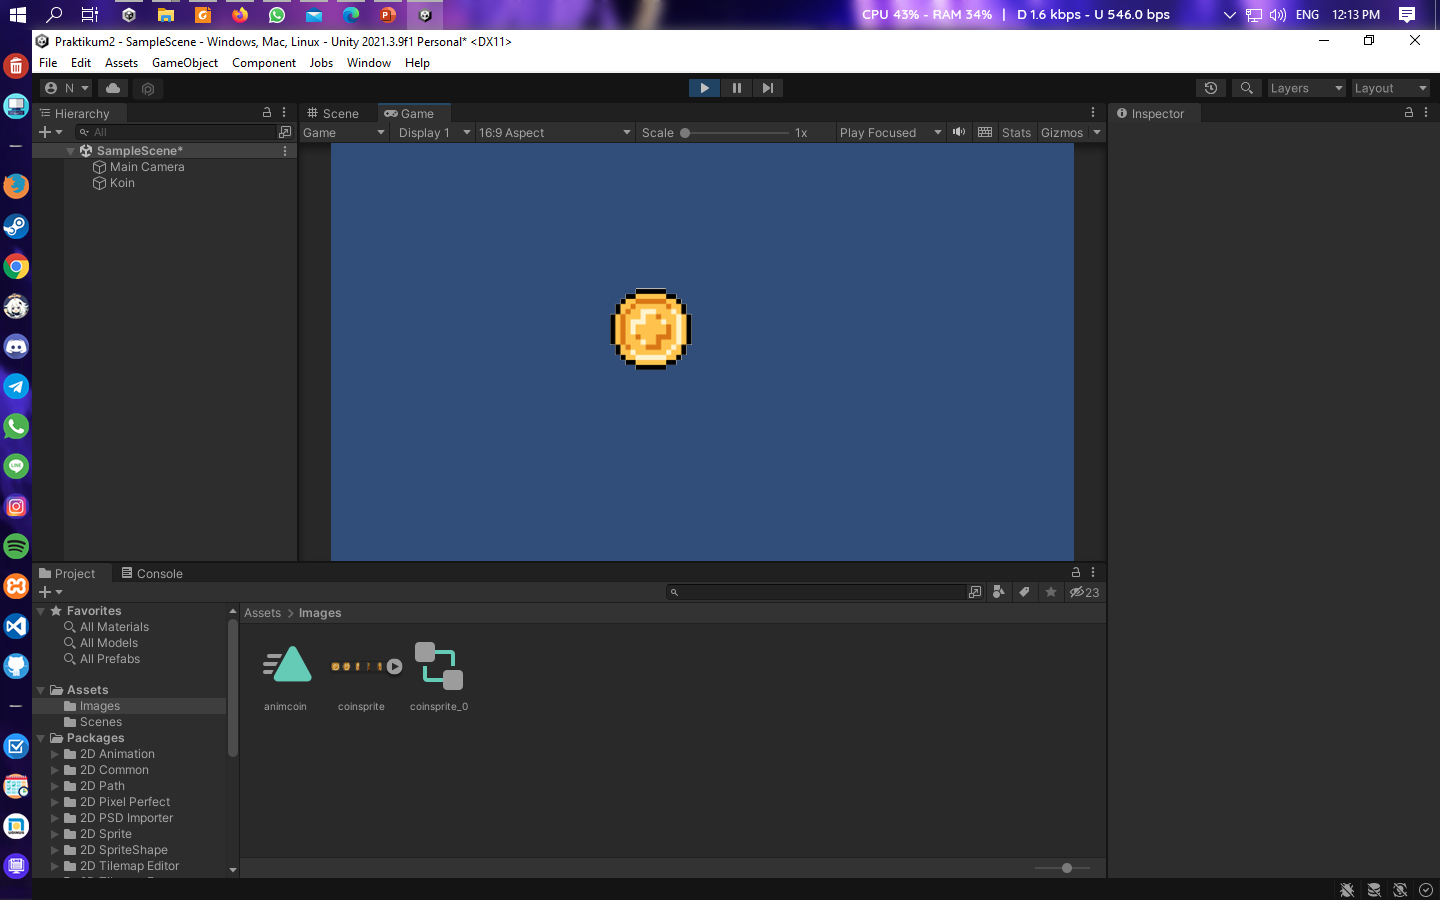 CPU 43% - RAM 34% | D 1.6 kbps - U 546.0 bps
ENG 12:13 PM
Praktikum2 - SampleScene - Windows, Mac, Linux - Unity 2021.3.9f1 Personal* <DX11>
File Edit Assets GameObject Component Jobs Window Help
N
Layers Layout
Hierarchy
Scene Game
Inspector
All
Game Display 1 16:9 Aspect Scale 1x Play Focused Stats Gizmos
SampleScene*
Main Camera
Koin
Project Console
23
Favorites
All Materials
All Models
All Prefabs
Assets
Images
Scenes
Packages
2D Animation
2D Common
2D Path
2D Pixel Perfect
2D PSD Importer
2D Sprite
2D SpriteShape
2D Tilemap Editor
Assets > Images
animcoin coinsprite coinsprite_0